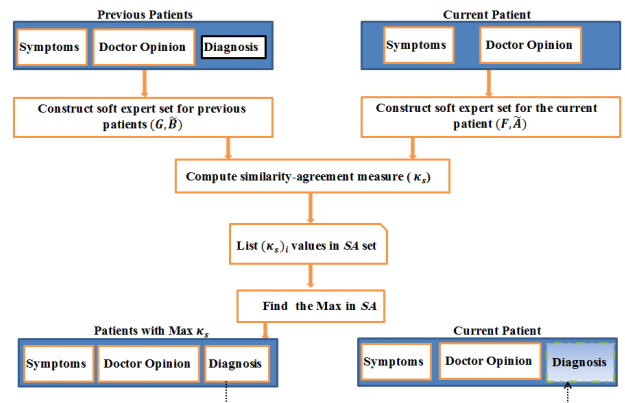 Previous Patients
Current Patient
Symptoms
Doctor Opinion
Diagnosis
Symptoms
Doctor Opinion
Construct soft expert set for previous
patients (G, B̃)
Construct soft expert set for the current
patient (F, Ã)
Compute similarity-agreement measure (κₛ)
List (κₛ)ᵢ values in SA set
Find the Max in SA
Patients with Max κₛ
Current Patient
Symptoms
Doctor Opinion
Diagnosis
Symptoms
Doctor Opinion
Diagnosis